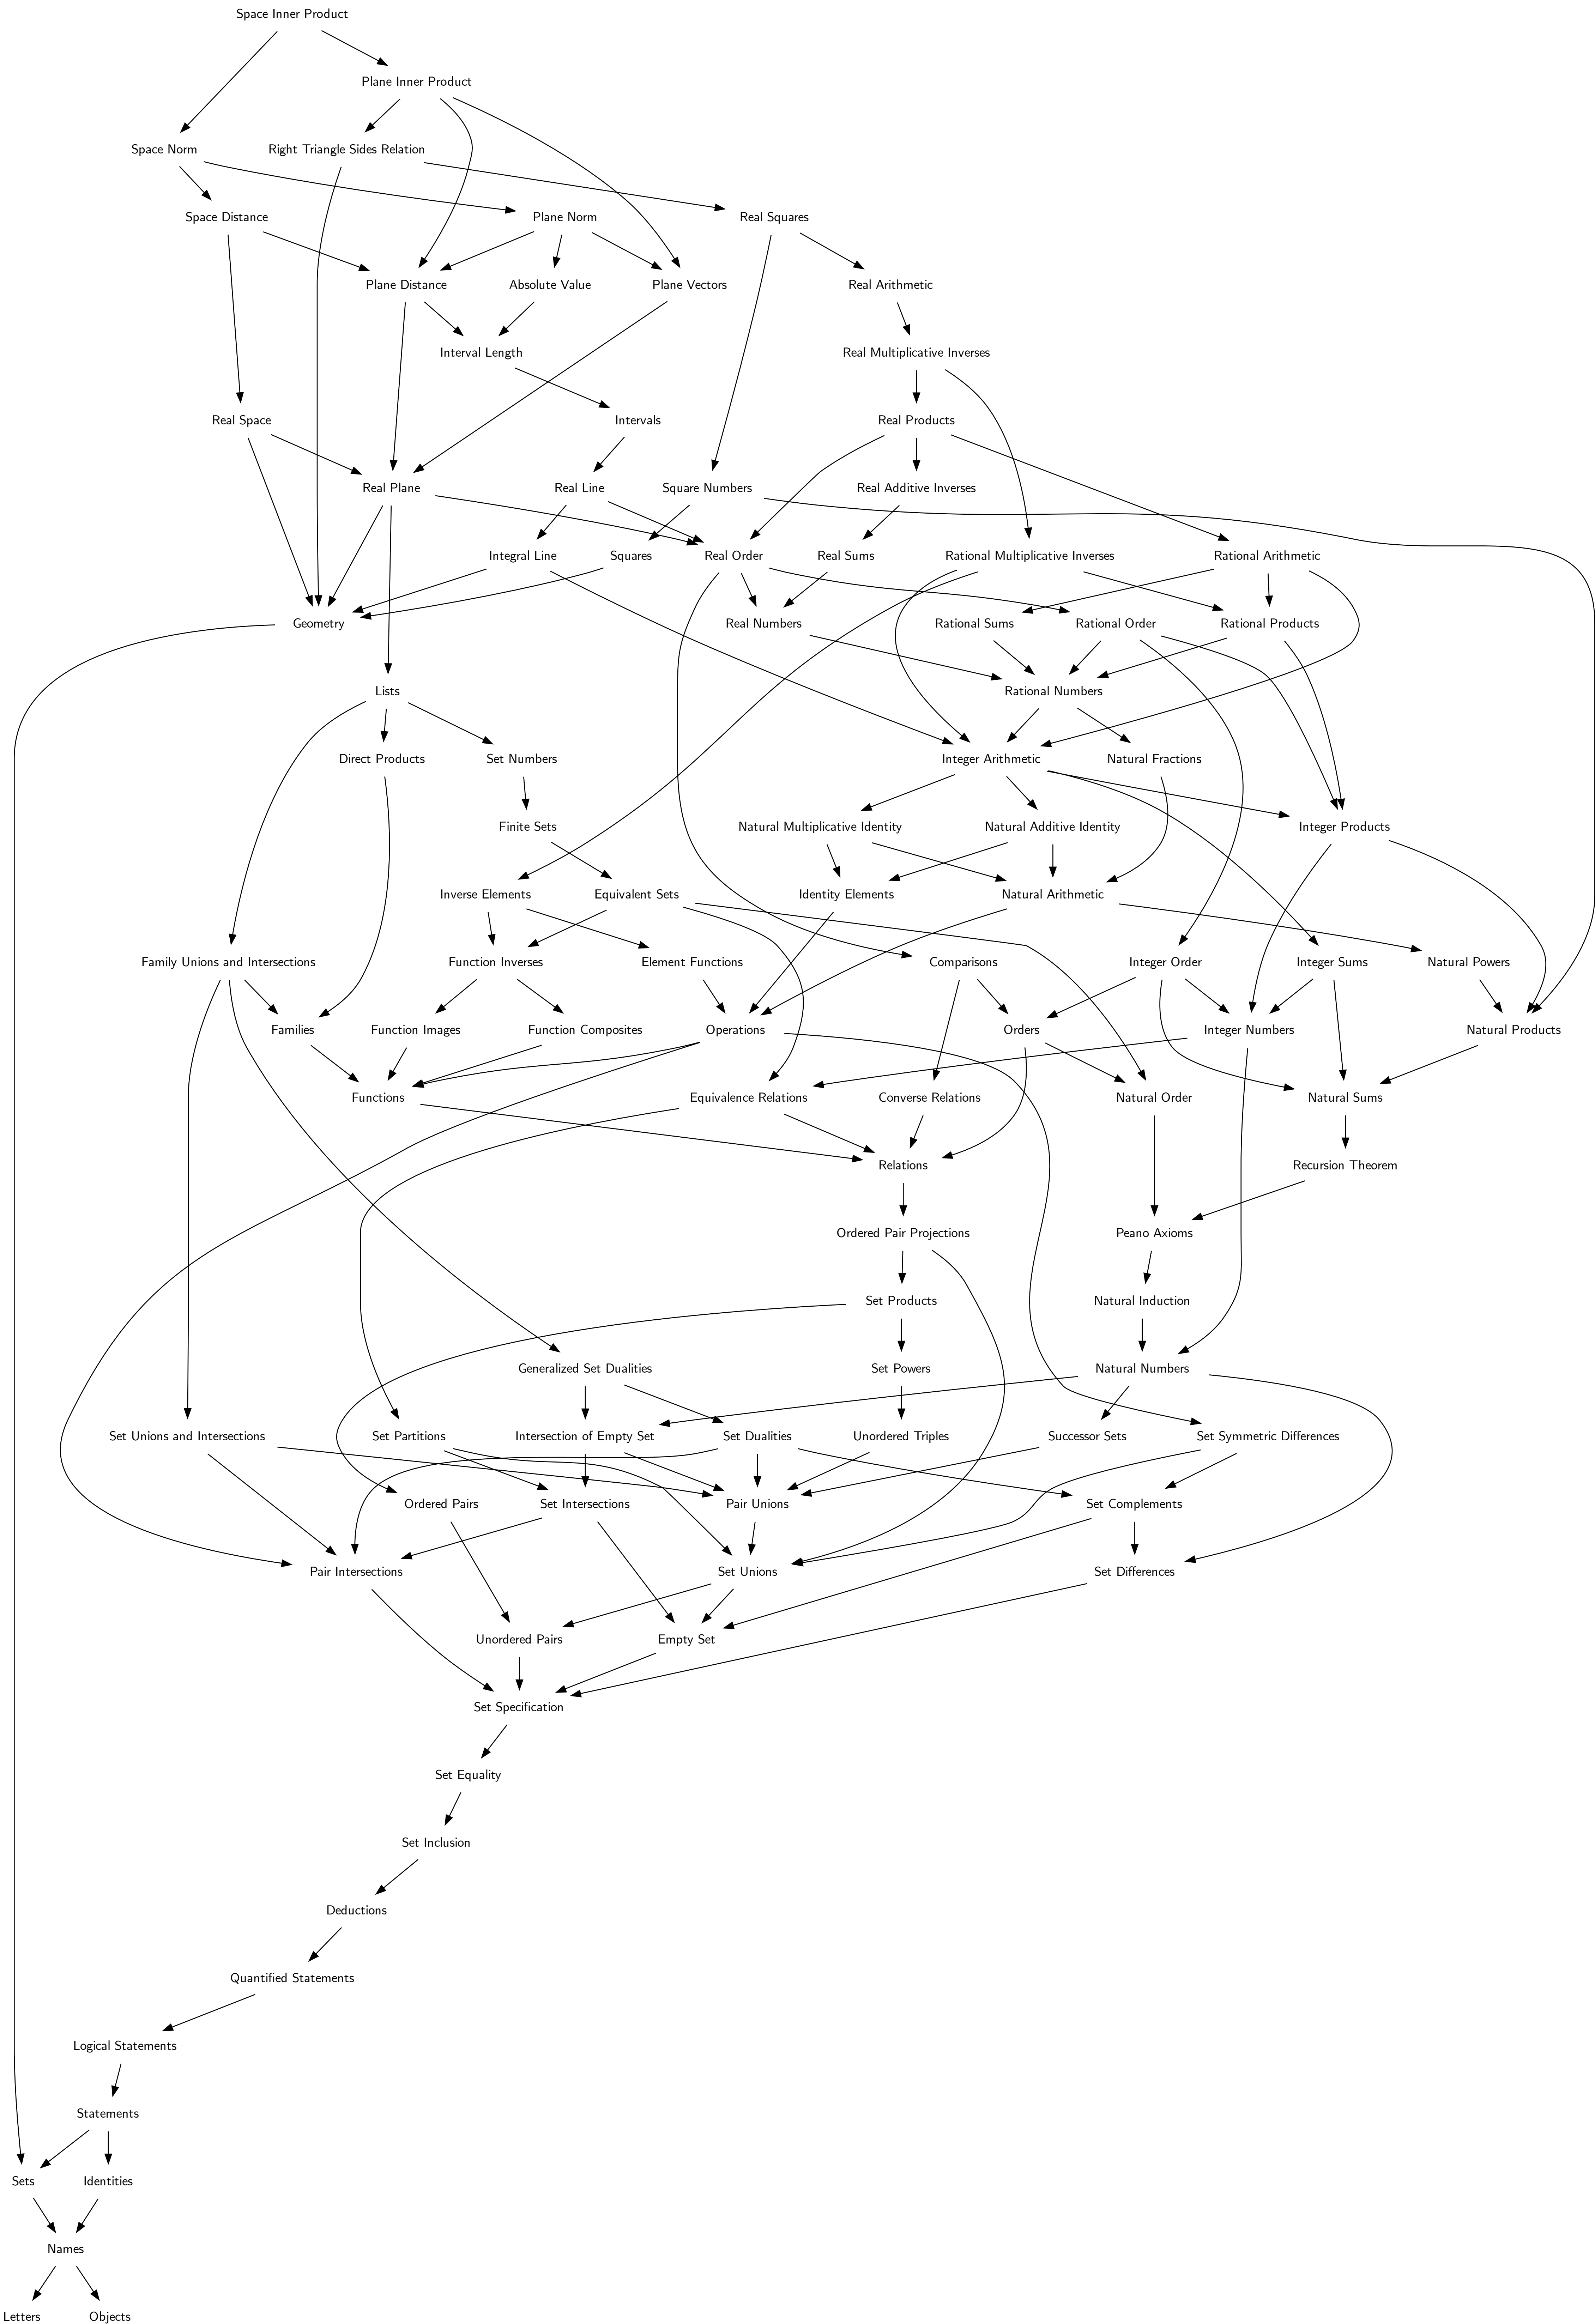 Space Inner Product
Plane Inner Product
Space Norm
Right Triangle Sides Relation
Space Distance
Plane Norm
Real Squares
Plane Distance
Absolute Value
Plane Vectors
Real Arithmetic
Interval Length
Real Multiplicative Inverses
Real Space
Intervals
Real Products
Real Plane
Real Line
Square Numbers
Real Additive Inverses
Integral Line
Squares
Real Order
Real Sums
Rational Multiplicative Inverses
Rational Arithmetic
Geometry
Real Numbers
Rational Sums
Rational Order
Rational Products
Lists
Rational Numbers
Direct Products
Set Numbers
Integer Arithmetic
Natural Fractions
Finite Sets
Natural Multiplicative Identity
Natural Additive Identity
Integer Products
Inverse Elements
Equivalent Sets
Identity Elements
Natural Arithmetic
Family Unions and Intersections
Function Inverses
Element Functions
Comparisons
Integer Order
Integer Sums
Natural Powers
Families
Function Images
Function Composites
Operations
Orders
Integer Numbers
Natural Products
Functions
Equivalence Relations
Converse Relations
Natural Order
Natural Sums
Relations
Recursion Theorem
Ordered Pair Projections
Peano Axioms
Set Products
Natural Induction
Generalized Set Dualities
Set Powers
Natural Numbers
Set Unions and Intersections
Set Partitions
Intersection of Empty Set
Set Dualities
Unordered Triples
Successor Sets
Set Symmetric Differences
Ordered Pairs
Set Intersections
Pair Unions
Set Complements
Pair Intersections
Set Unions
Set Differences
Unordered Pairs
Empty Set
Set Specification
Set Equality
Set Inclusion
Deductions
Quantified Statements
Logical Statements
Statements
Sets
Identities
Names
Letters
Objects